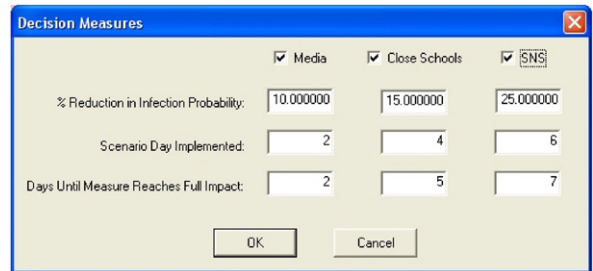 Decision Measures
Media Close Schools SNS
% Reduction in Infection Probability: 10.000000 15.000000 25.000000
Scenario Day Implemented: 2 4 6
Days Until Measure Reaches Full Impact: 2 5 7
OK Cancel